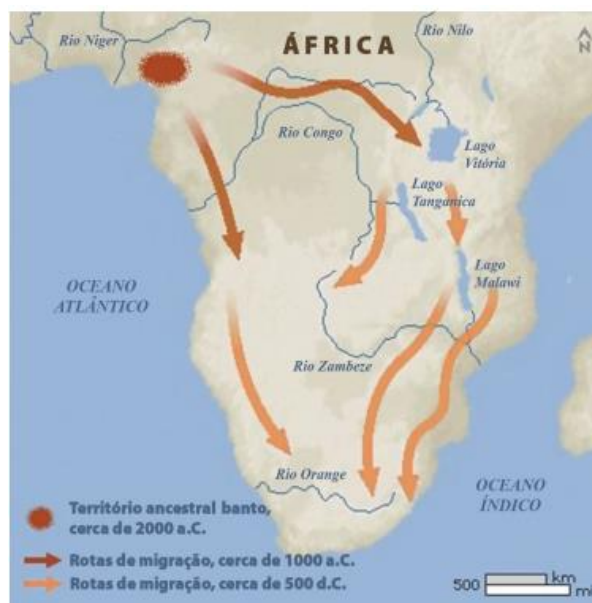 ÁFRICA
Rio Nilo
Rio Niger
N
Rio Congo
Lago
Vitória
Lago
Tanganica
OCEANO
ATLÂNTICO
Lago
Malawi
Rio Zambeze
Rio Orange
OCEANO
ÍNDICO
Território ancestral banto,
cerca de 2000 a.C.
Rotas de migração, cerca de 1000 a.C.
Rotas de migração, cerca de 500 d.C.
500 km
mi